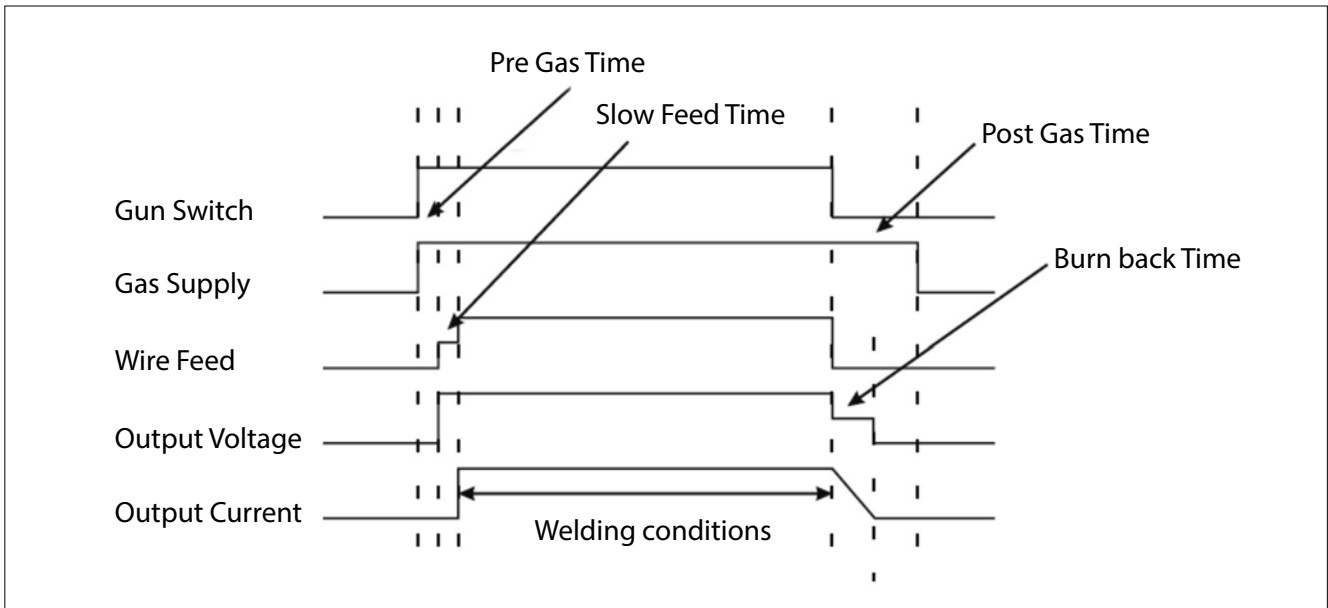 Pre Gas Time
Slow Feed Time
Post Gas Time
Gun Switch
Burn back Time
Gas Supply
Wire Feed
Output Voltage
Output Current
Welding conditions